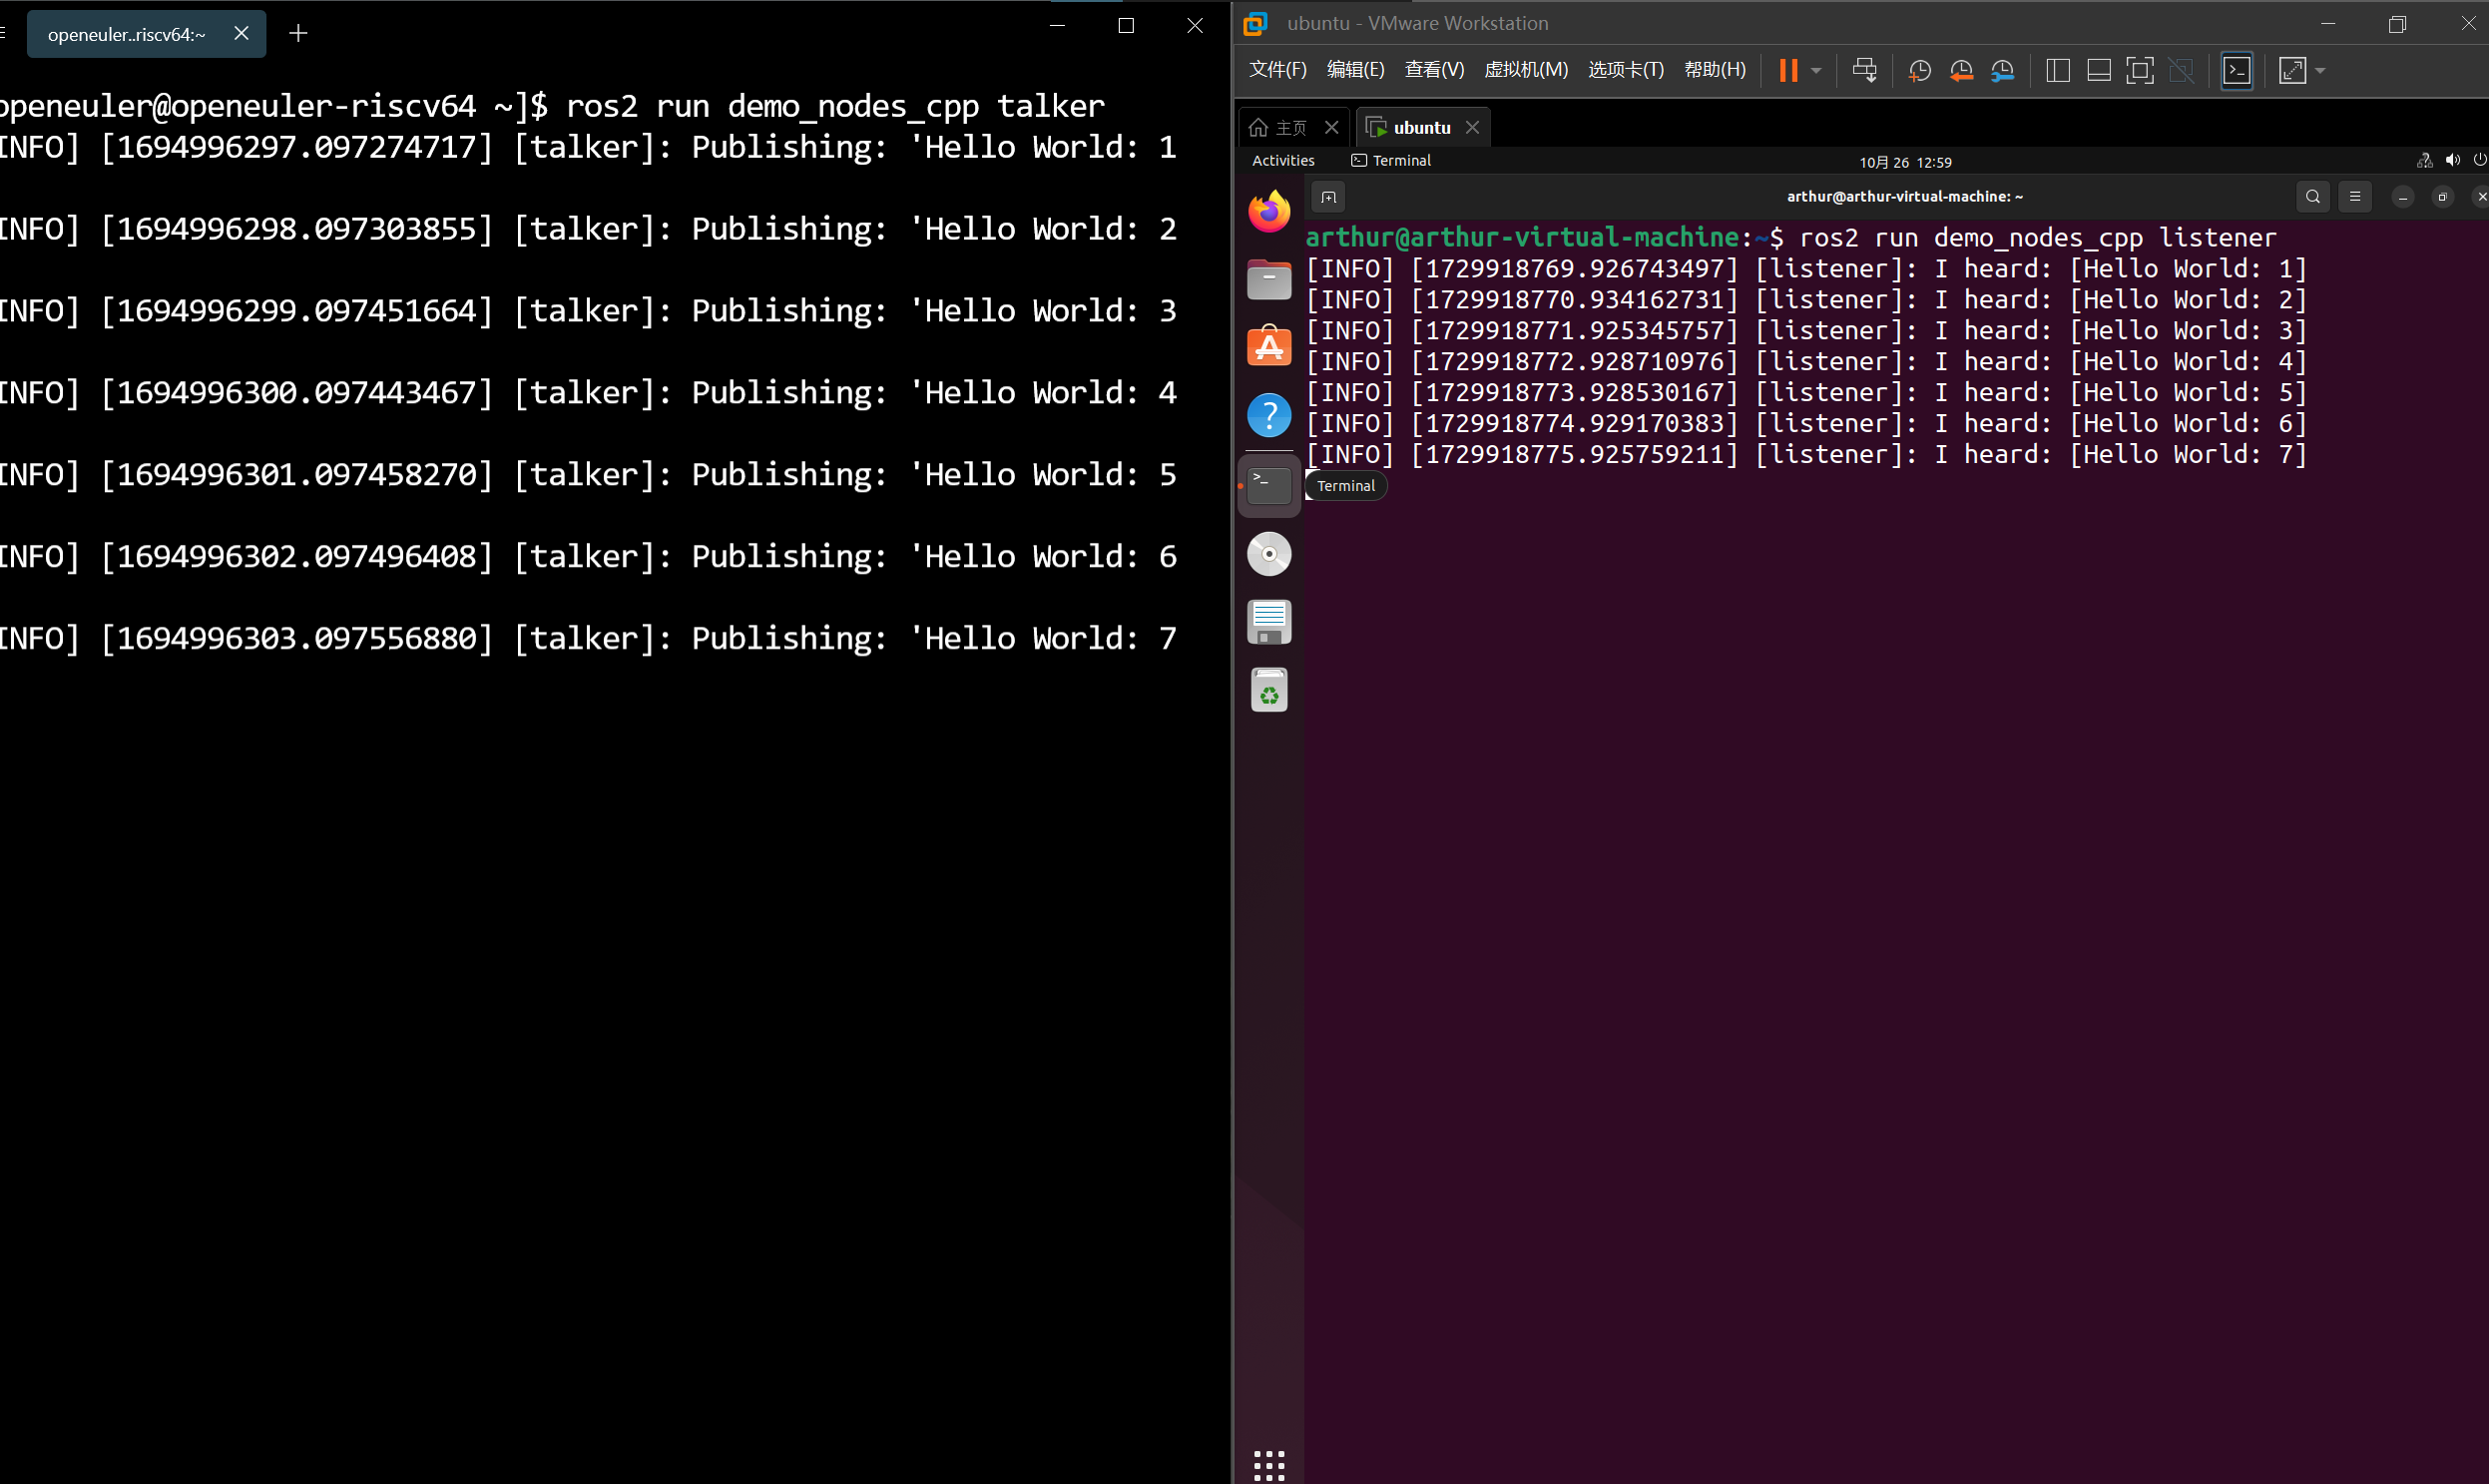 openeuler..riscv64:~
openeuler@openeuler-riscv64 ~]$ ros2 run demo_nodes_cpp talker
INFO] [1694996297.097274717] [talker]: Publishing: 'Hello World: 1
INFO] [1694996298.097303855] [talker]: Publishing: 'Hello World: 2
INFO] [1694996299.097451664] [talker]: Publishing: 'Hello World: 3
INFO] [1694996300.097443467] [talker]: Publishing: 'Hello World: 4
INFO] [1694996301.097458270] [talker]: Publishing: 'Hello World: 5
INFO] [1694996302.097496408] [talker]: Publishing: 'Hello World: 6
INFO] [1694996303.097556880] [talker]: Publishing: 'Hello World: 7
ubuntu - VMware Workstation
文件(F) 编辑(E) 查看(V) 虚拟机(M) 选项卡(T) 帮助(H)
主页 ubuntu
Activities Terminal 10月 26 12:59
arthur@arthur-virtual-machine: ~
arthur@arthur-virtual-machine:~$ ros2 run demo_nodes_cpp listener
[INFO] [1729918769.926743497] [listener]: I heard: [Hello World: 1]
[INFO] [1729918770.934162731] [listener]: I heard: [Hello World: 2]
[INFO] [1729918771.925345757] [listener]: I heard: [Hello World: 3]
[INFO] [1729918772.928710976] [listener]: I heard: [Hello World: 4]
[INFO] [1729918773.928530167] [listener]: I heard: [Hello World: 5]
[INFO] [1729918774.929170383] [listener]: I heard: [Hello World: 6]
[INFO] [1729918775.925759211] [listener]: I heard: [Hello World: 7]
Terminal